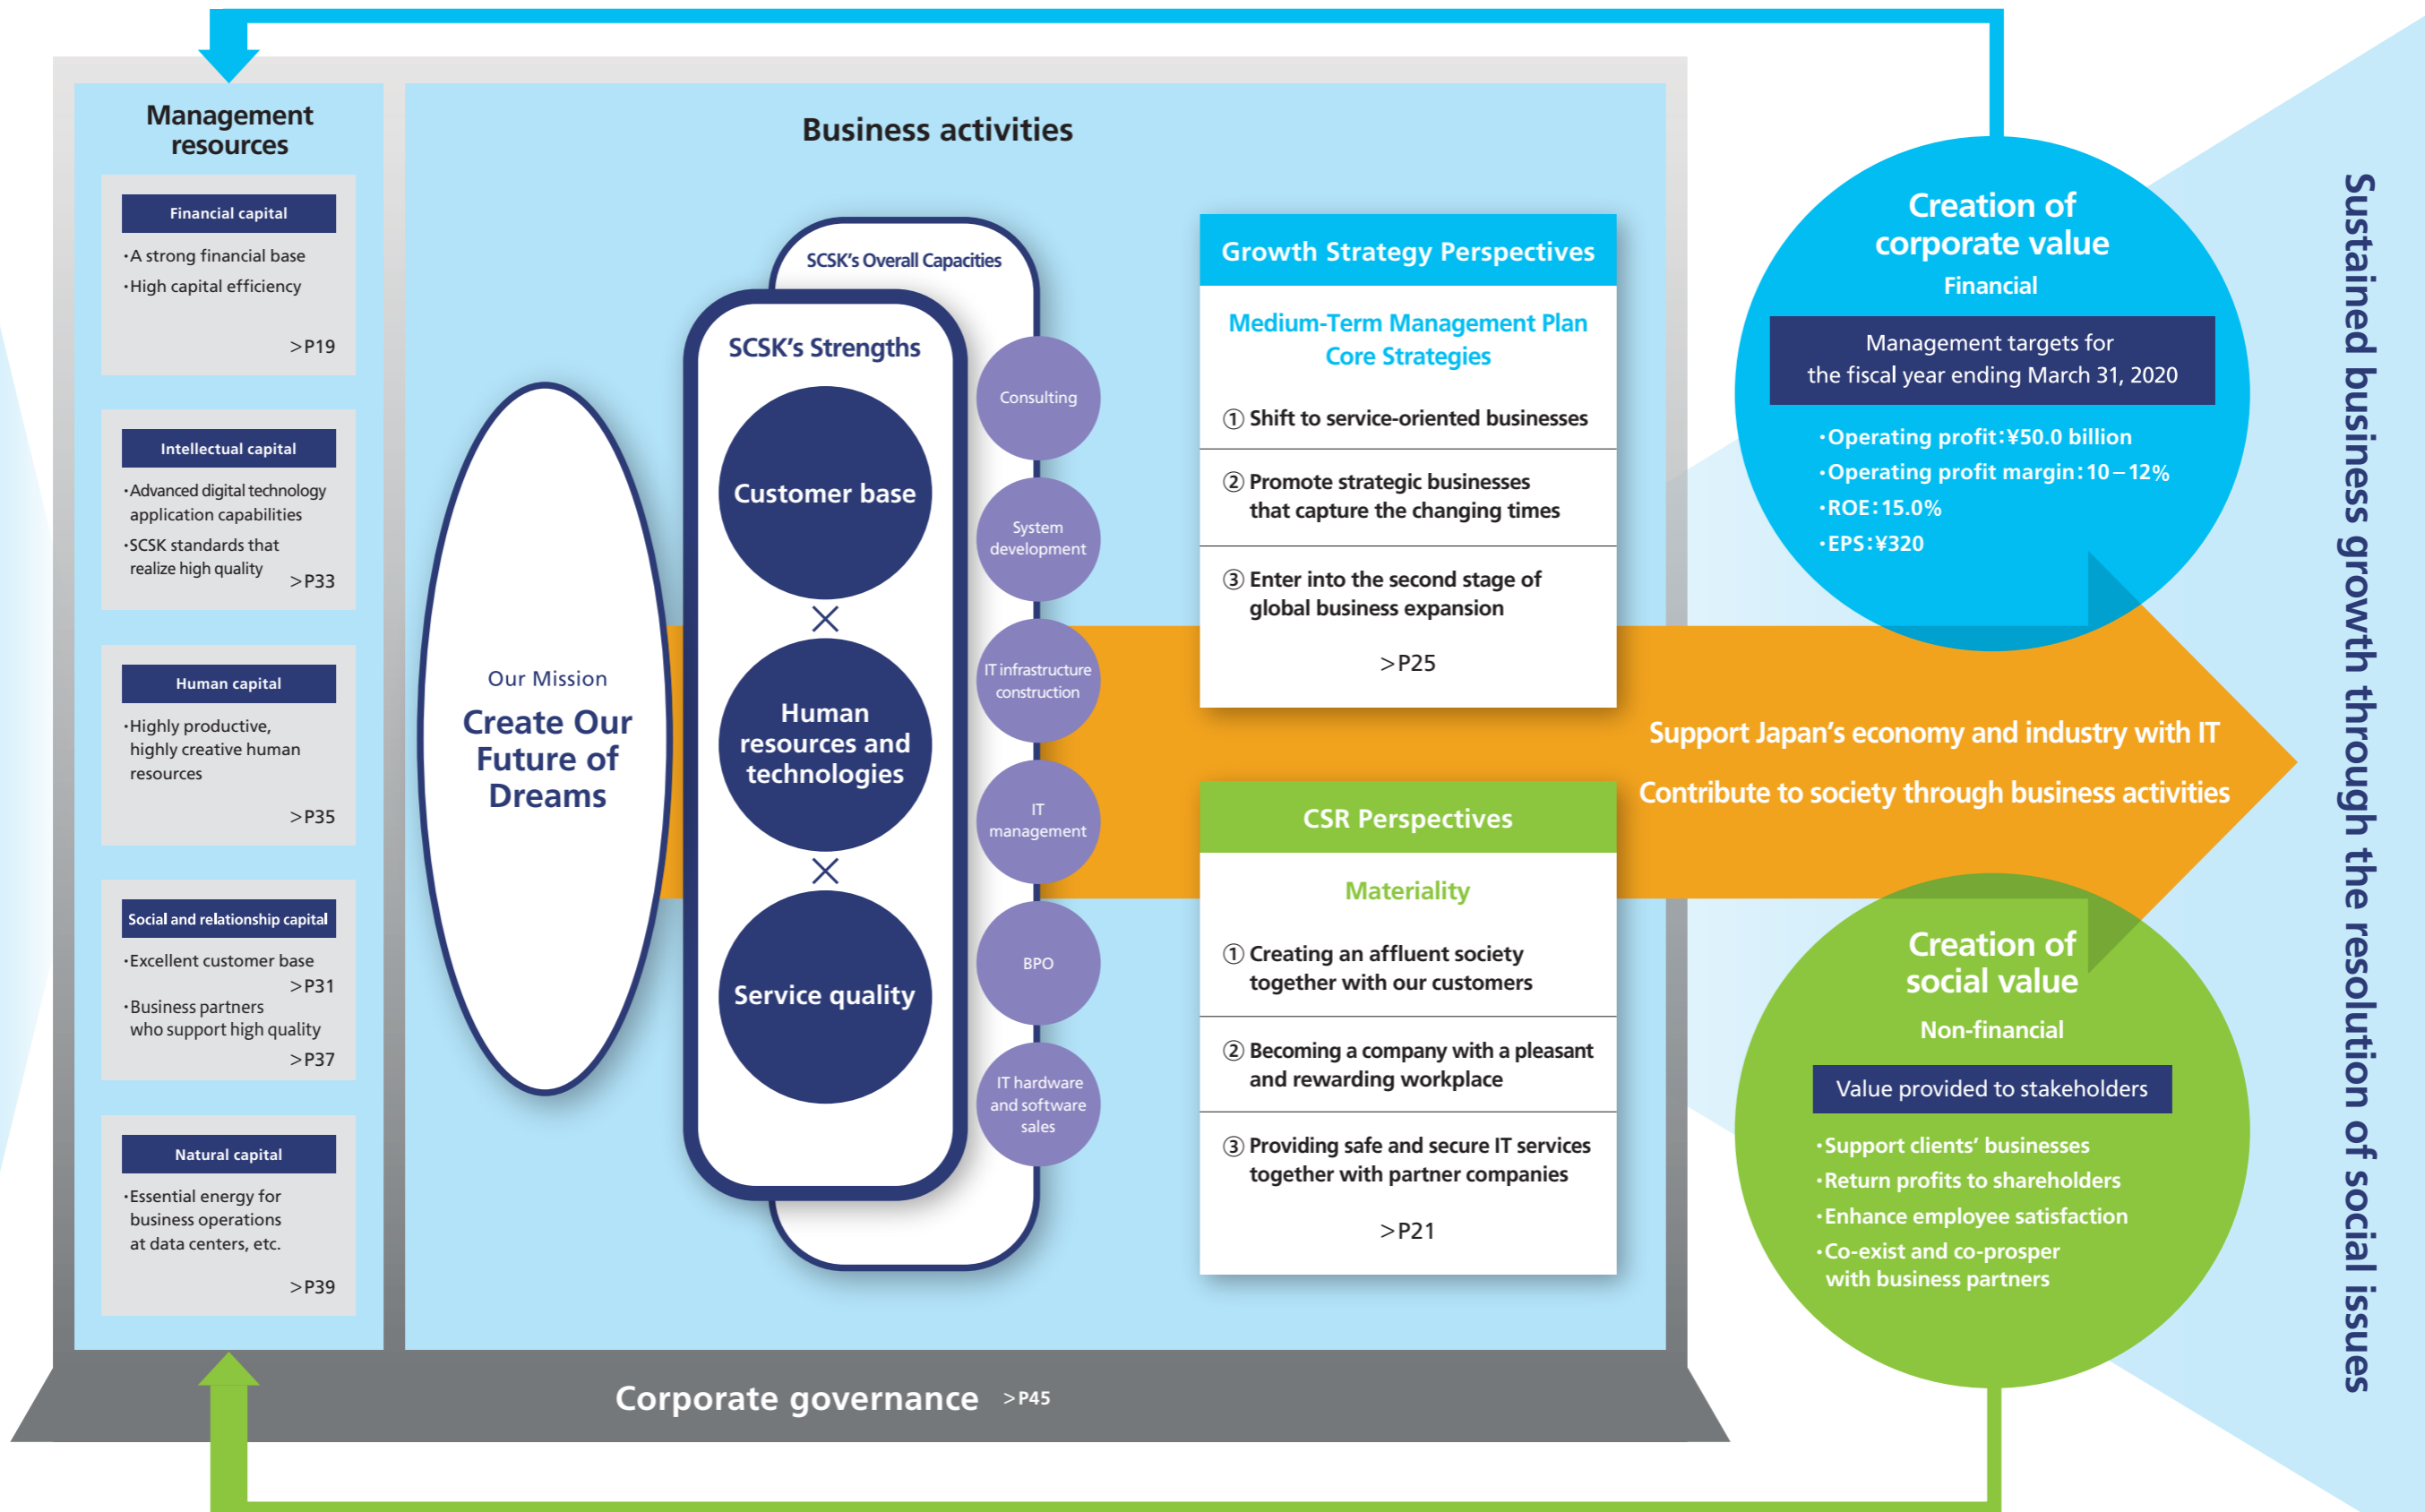 Management
resources
Financial capital
・A strong financial base
・High capital efficiency
>P19
Intellectual capital
・Advanced digital technology
application capabilities
・SCSK standards that
realize high quality
>P33
Human capital
・Highly productive,
highly creative human
resources
>P35
Social and relationship capital
・Excellent customer base
>P31
・Business partners
who support high quality
>P37
Natural capital
・Essential energy for
business operations
at data centers, etc.
>P39
Business activities
Our Mission
Create Our
Future of
Dreams
SCSK's Overall Capacities
SCSK's Strengths
Customer base
×
Human
resources and
technologies
×
Service quality
Consulting
System
development
IT infrastructure
construction
IT
management
BPO
IT hardware
and software
sales
Growth Strategy Perspectives
Medium-Term Management Plan
Core Strategies
① Shift to service-oriented businesses
② Promote strategic businesses
that capture the changing times
③ Enter into the second stage of
global business expansion
>P25
CSR Perspectives
Materiality
① Creating an affluent society
together with our customers
② Becoming a company with a pleasant
and rewarding workplace
③ Providing safe and secure IT services
together with partner companies
>P21
Corporate governance >P45
Creation of
corporate value
Financial
Management targets for
the fiscal year ending March 31, 2020
・Operating profit:¥50.0 billion
・Operating profit margin:10–12%
・ROE:15.0%
・EPS:¥320
Support Japan's economy and industry with IT
Contribute to society through business activities
Creation of
social value
Non-financial
Value provided to stakeholders
・Support clients' businesses
・Return profits to shareholders
・Enhance employee satisfaction
・Co-exist and co-prosper
with business partners
Sustained business growth through the resolution of social issues